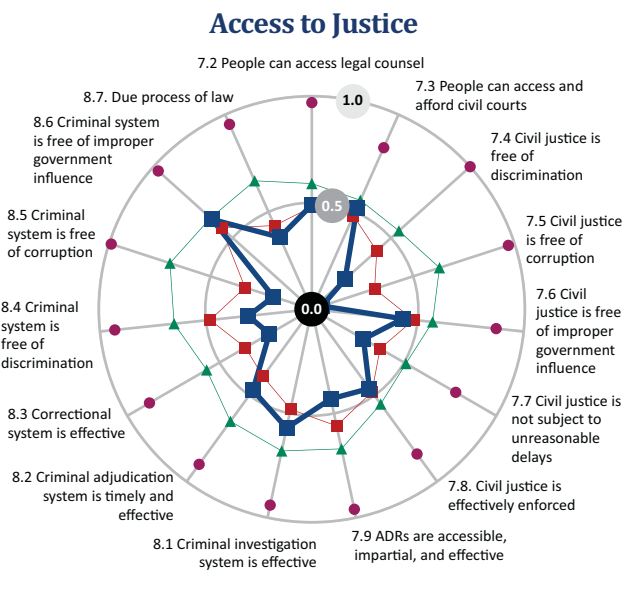 Access to Justice
7.2 People can access legal counsel
1.0
7.3 People can access and
afford civil courts
7.4 Civil justice is
free of
discrimination
7.5 Civil justice
is free of
corruption
7.6 Civil
justice is free
of improper
government
influence
7.7 Civil justice is
not subject to
unreasonable
delays
7.8. Civil justice is
effectively enforced
7.9 ADRs are accessible,
impartial, and effective
8.1 Criminal investigation
system is effective
8.2 Criminal adjudication
system is timely and
effective
8.3 Correctional
system is effective
8.4 Criminal
system is
free of
discrimination
8.5 Criminal
system is free
of corruption
8.6 Criminal system
is free of improper
government
influence
8.7. Due process of law
0.5
0.0